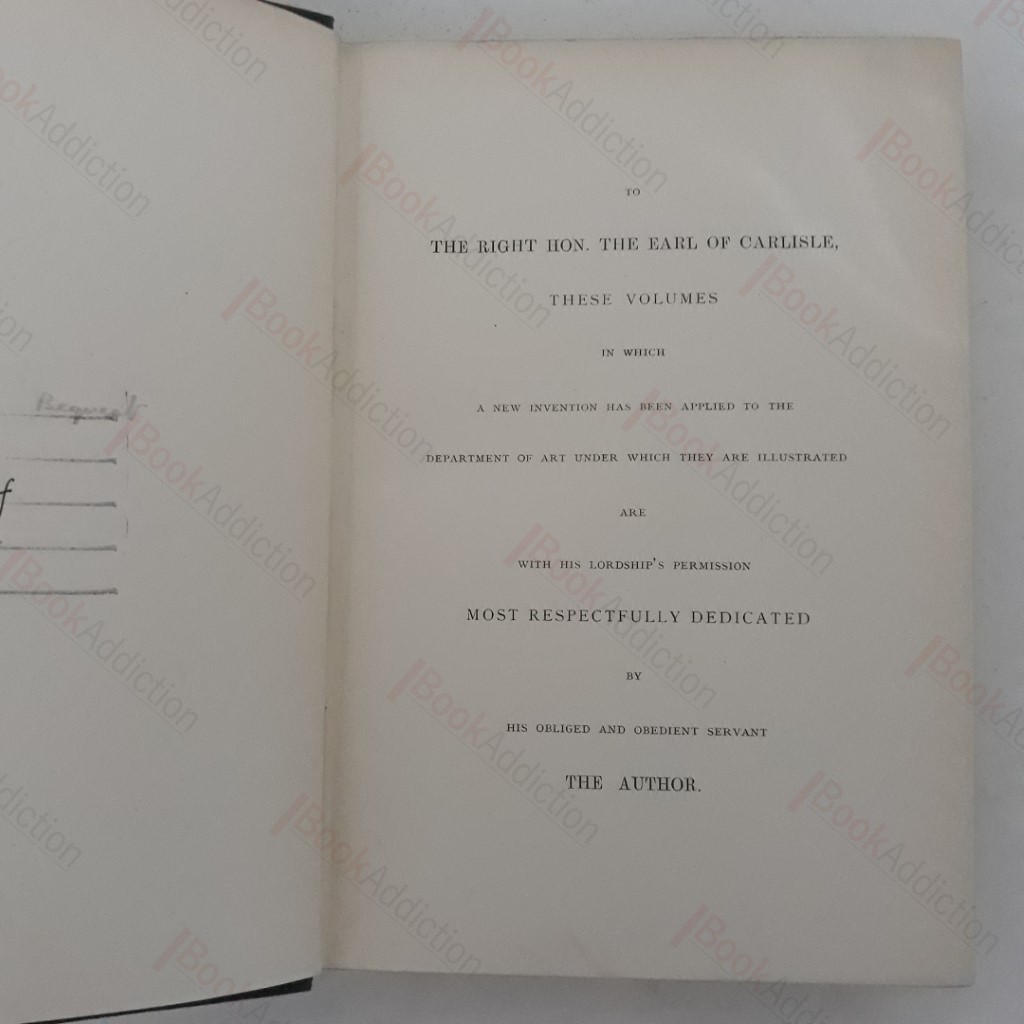 Bequest
f
TO
THE RIGHT HON. THE EARL OF CARLISLE,
THESE VOLUMES
IN WHICH
A NEW INVENTION HAS BEEN APPLIED TO THE
DEPARTMENT OF ART UNDER WHICH THEY ARE ILLUSTRATED
ARE
WITH HIS LORDSHIP'S PERMISSION
MOST RESPECTFULLY DEDICATED
BY
HIS OBLIGED AND OBEDIENT SERVANT
THE AUTHOR.
BookAddiction